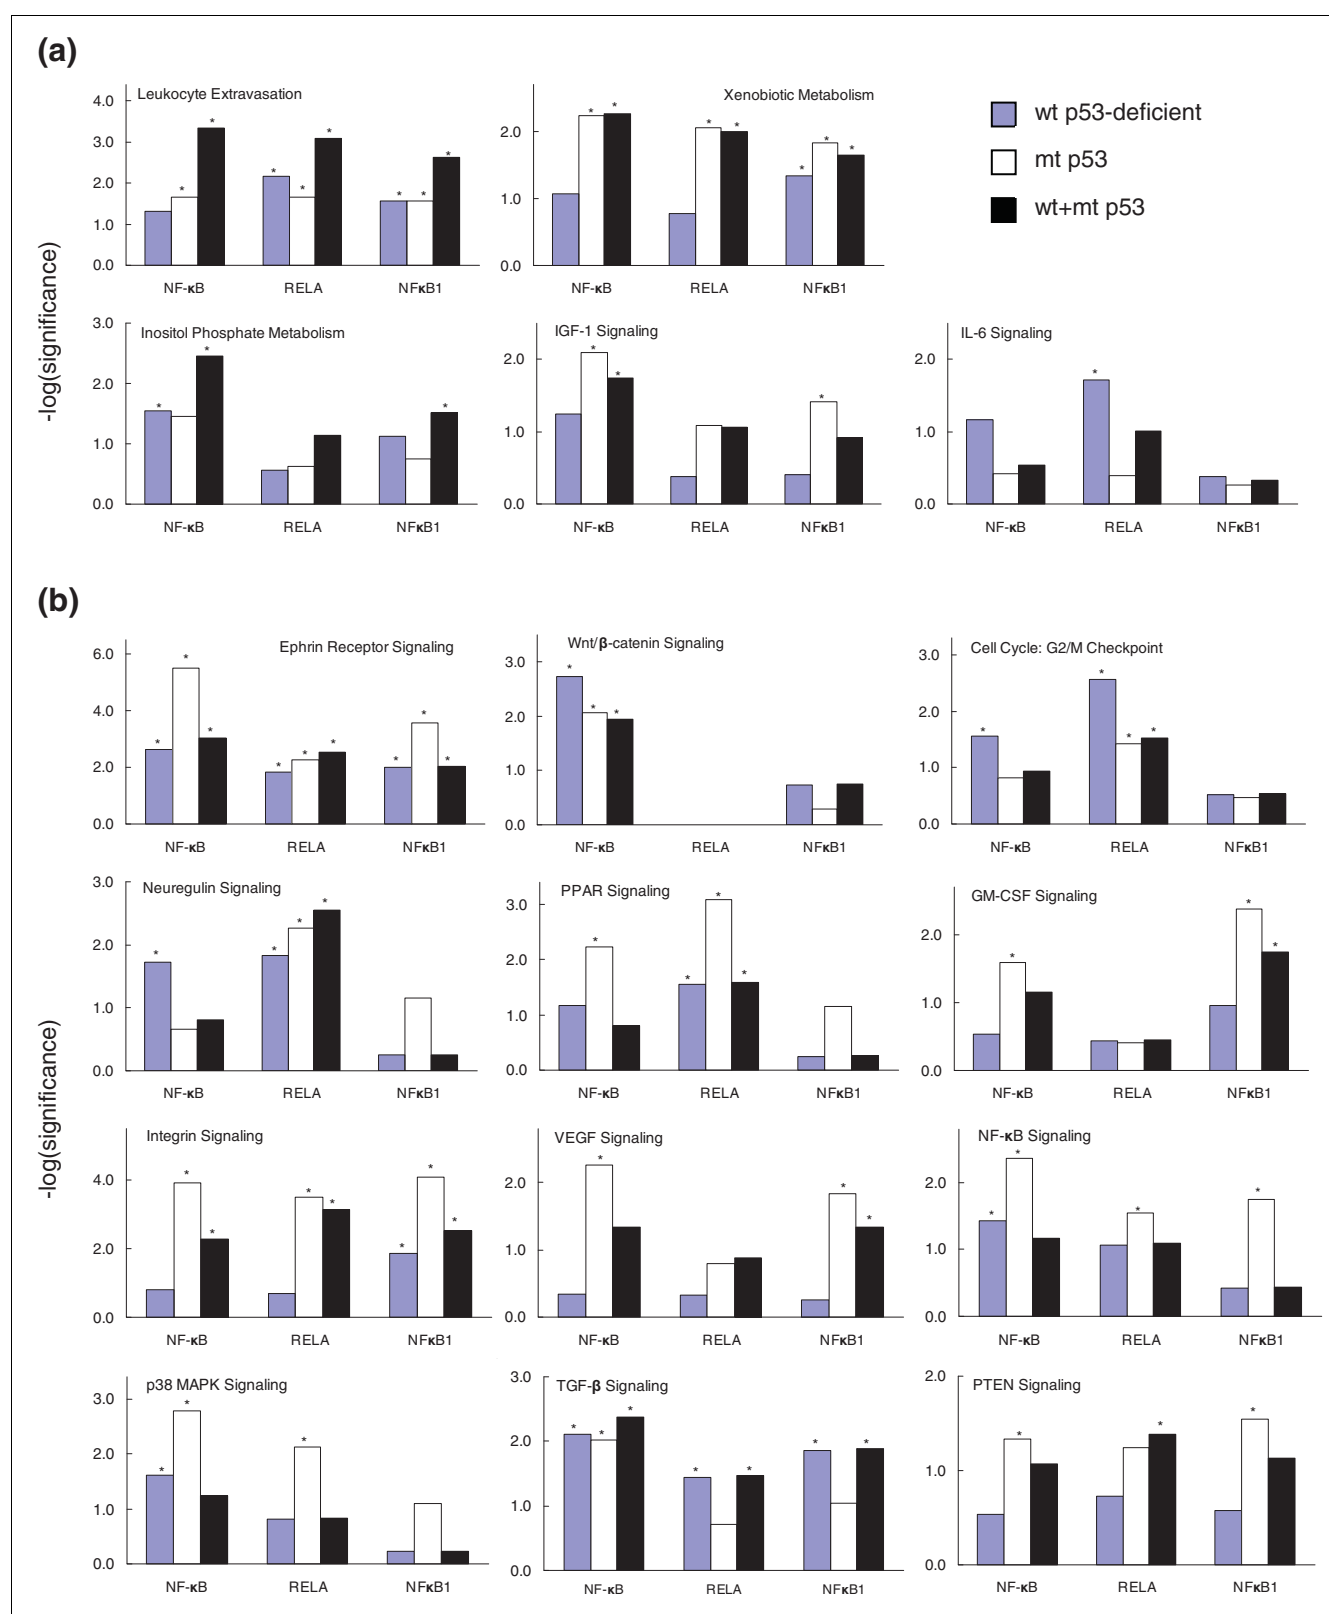 (a)
Leukocyte Extravasation
4.0
3.0
2.0
1.0
0.0
* * * * * * * *
NF-κB RELA NFκB1
Xenobiotic Metabolism
2.0
1.0
0.0
* * * * * * *
NF-κB RELA NFκB1
wt p53-deficient
mt p53
wt+mt p53
-log(significance)
Inositol Phosphate Metabolism
3.0
2.0
1.0
0.0
* * *
NF-κB RELA NFκB1
IGF-1 Signaling
2.0
1.0
0.0
* * *
NF-κB RELA NFκB1
IL-6 Signaling
2.0
1.0
0.0
*
NF-κB RELA NFκB1
(b)
Ephrin Receptor Signaling
6.0
4.0
2.0
0.0
* * * * * * * * *
NF-κB RELA NFκB1
Wnt/β-catenin Signaling
3.0
2.0
1.0
0.0
* * *
NF-κB RELA NFκB1
Cell Cycle: G2/M Checkpoint
3.0
2.0
1.0
0.0
* * * *
NF-κB RELA NFκB1
-log(significance)
Neuregulin Signaling
3.0
2.0
1.0
0.0
* * * *
NF-κB RELA NFκB1
PPAR Signaling
3.0
2.0
1.0
0.0
* * * *
NF-κB RELA NFκB1
GM-CSF Signaling
2.0
1.0
0.0
* * *
NF-κB RELA NFκB1
Integrin Signaling
4.0
2.0
0.0
* * * * * * *
NF-κB RELA NFκB1
VEGF Signaling
2.0
1.0
0.0
* * *
NF-κB RELA NFκB1
NF-κB Signaling
2.0
1.0
0.0
* * * *
NF-κB RELA NFκB1
p38 MAPK Signaling
3.0
2.0
1.0
0.0
* * *
NF-κB RELA NFκB1
TGF-β Signaling
3.0
2.0
1.0
0.0
* * * * * * *
NF-κB RELA NFκB1
PTEN Signaling
2.0
1.0
0.0
* * *
NF-κB RELA NFκB1